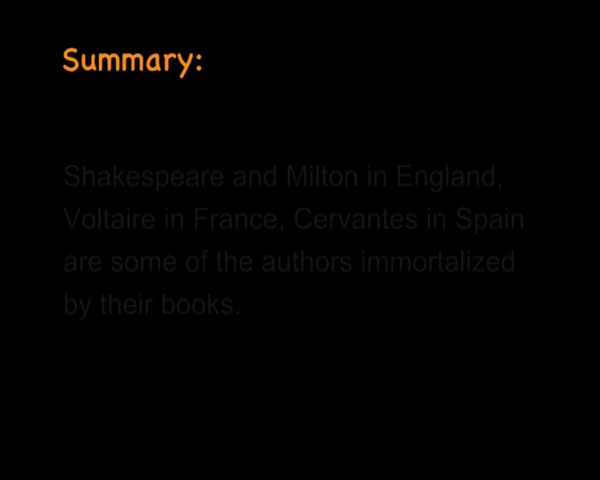 Summary:
Shakespeare and Milton in England,
Voltaire in France, Cervantes in Spain
are some of the authors immortalized
by their books.